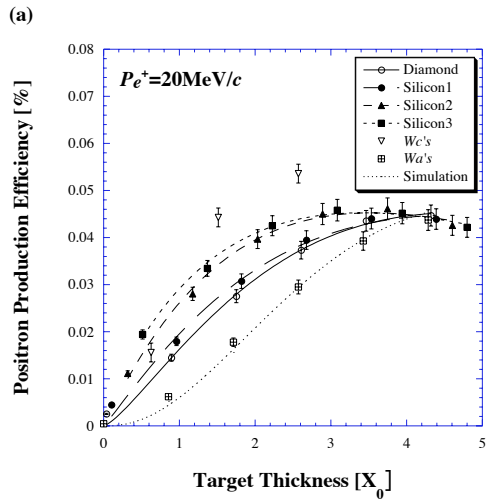 (a)
Pe+=20MeV/c
Diamond
Silicon1
Silicon2
Silicon3
Wc's
Wa's
Simulation
Positron Production Efficiency [%]
0.08
0.07
0.06
0.05
0.04
0.03
0.02
0.01
0
0 1 2 3 4 5
Target Thickness [X0]